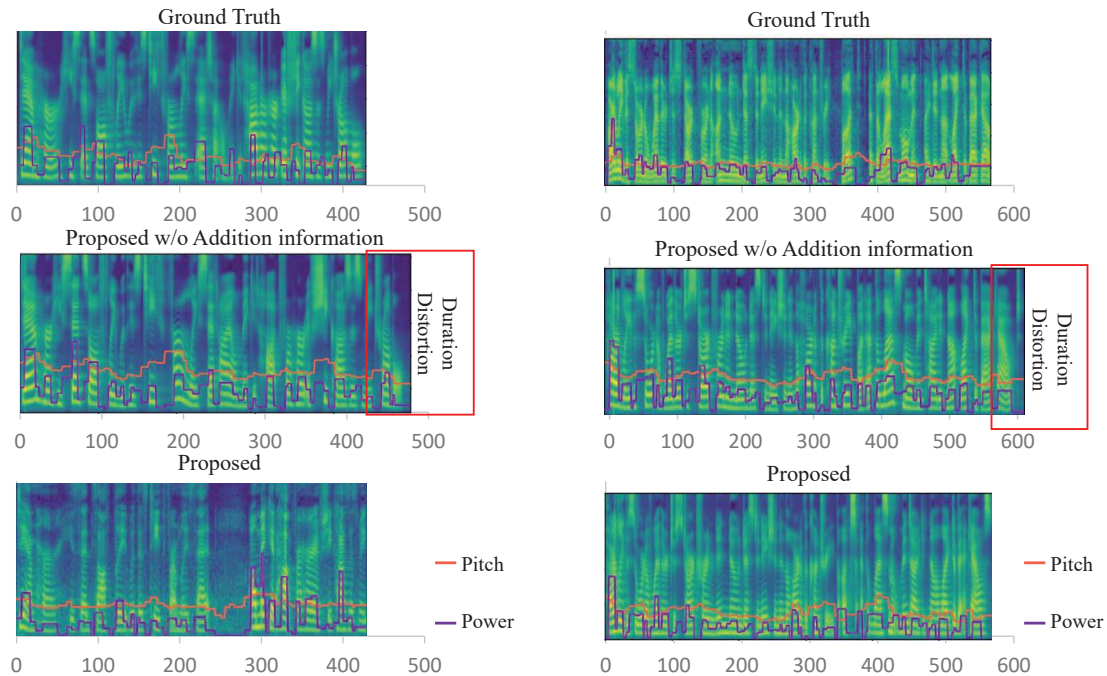 Ground Truth
0 100 200 300 400 500
Proposed w/o Addition information
Duration
Distortion
0 100 200 300 400 500
Proposed
Pitch
Power
0 100 200 300 400 500
Ground Truth
0 100 200 300 400 500 600
Proposed w/o Addition information
Duration
Distortion
0 100 200 300 400 500 600
Proposed
Pitch
Power
0 100 200 300 400 500 600